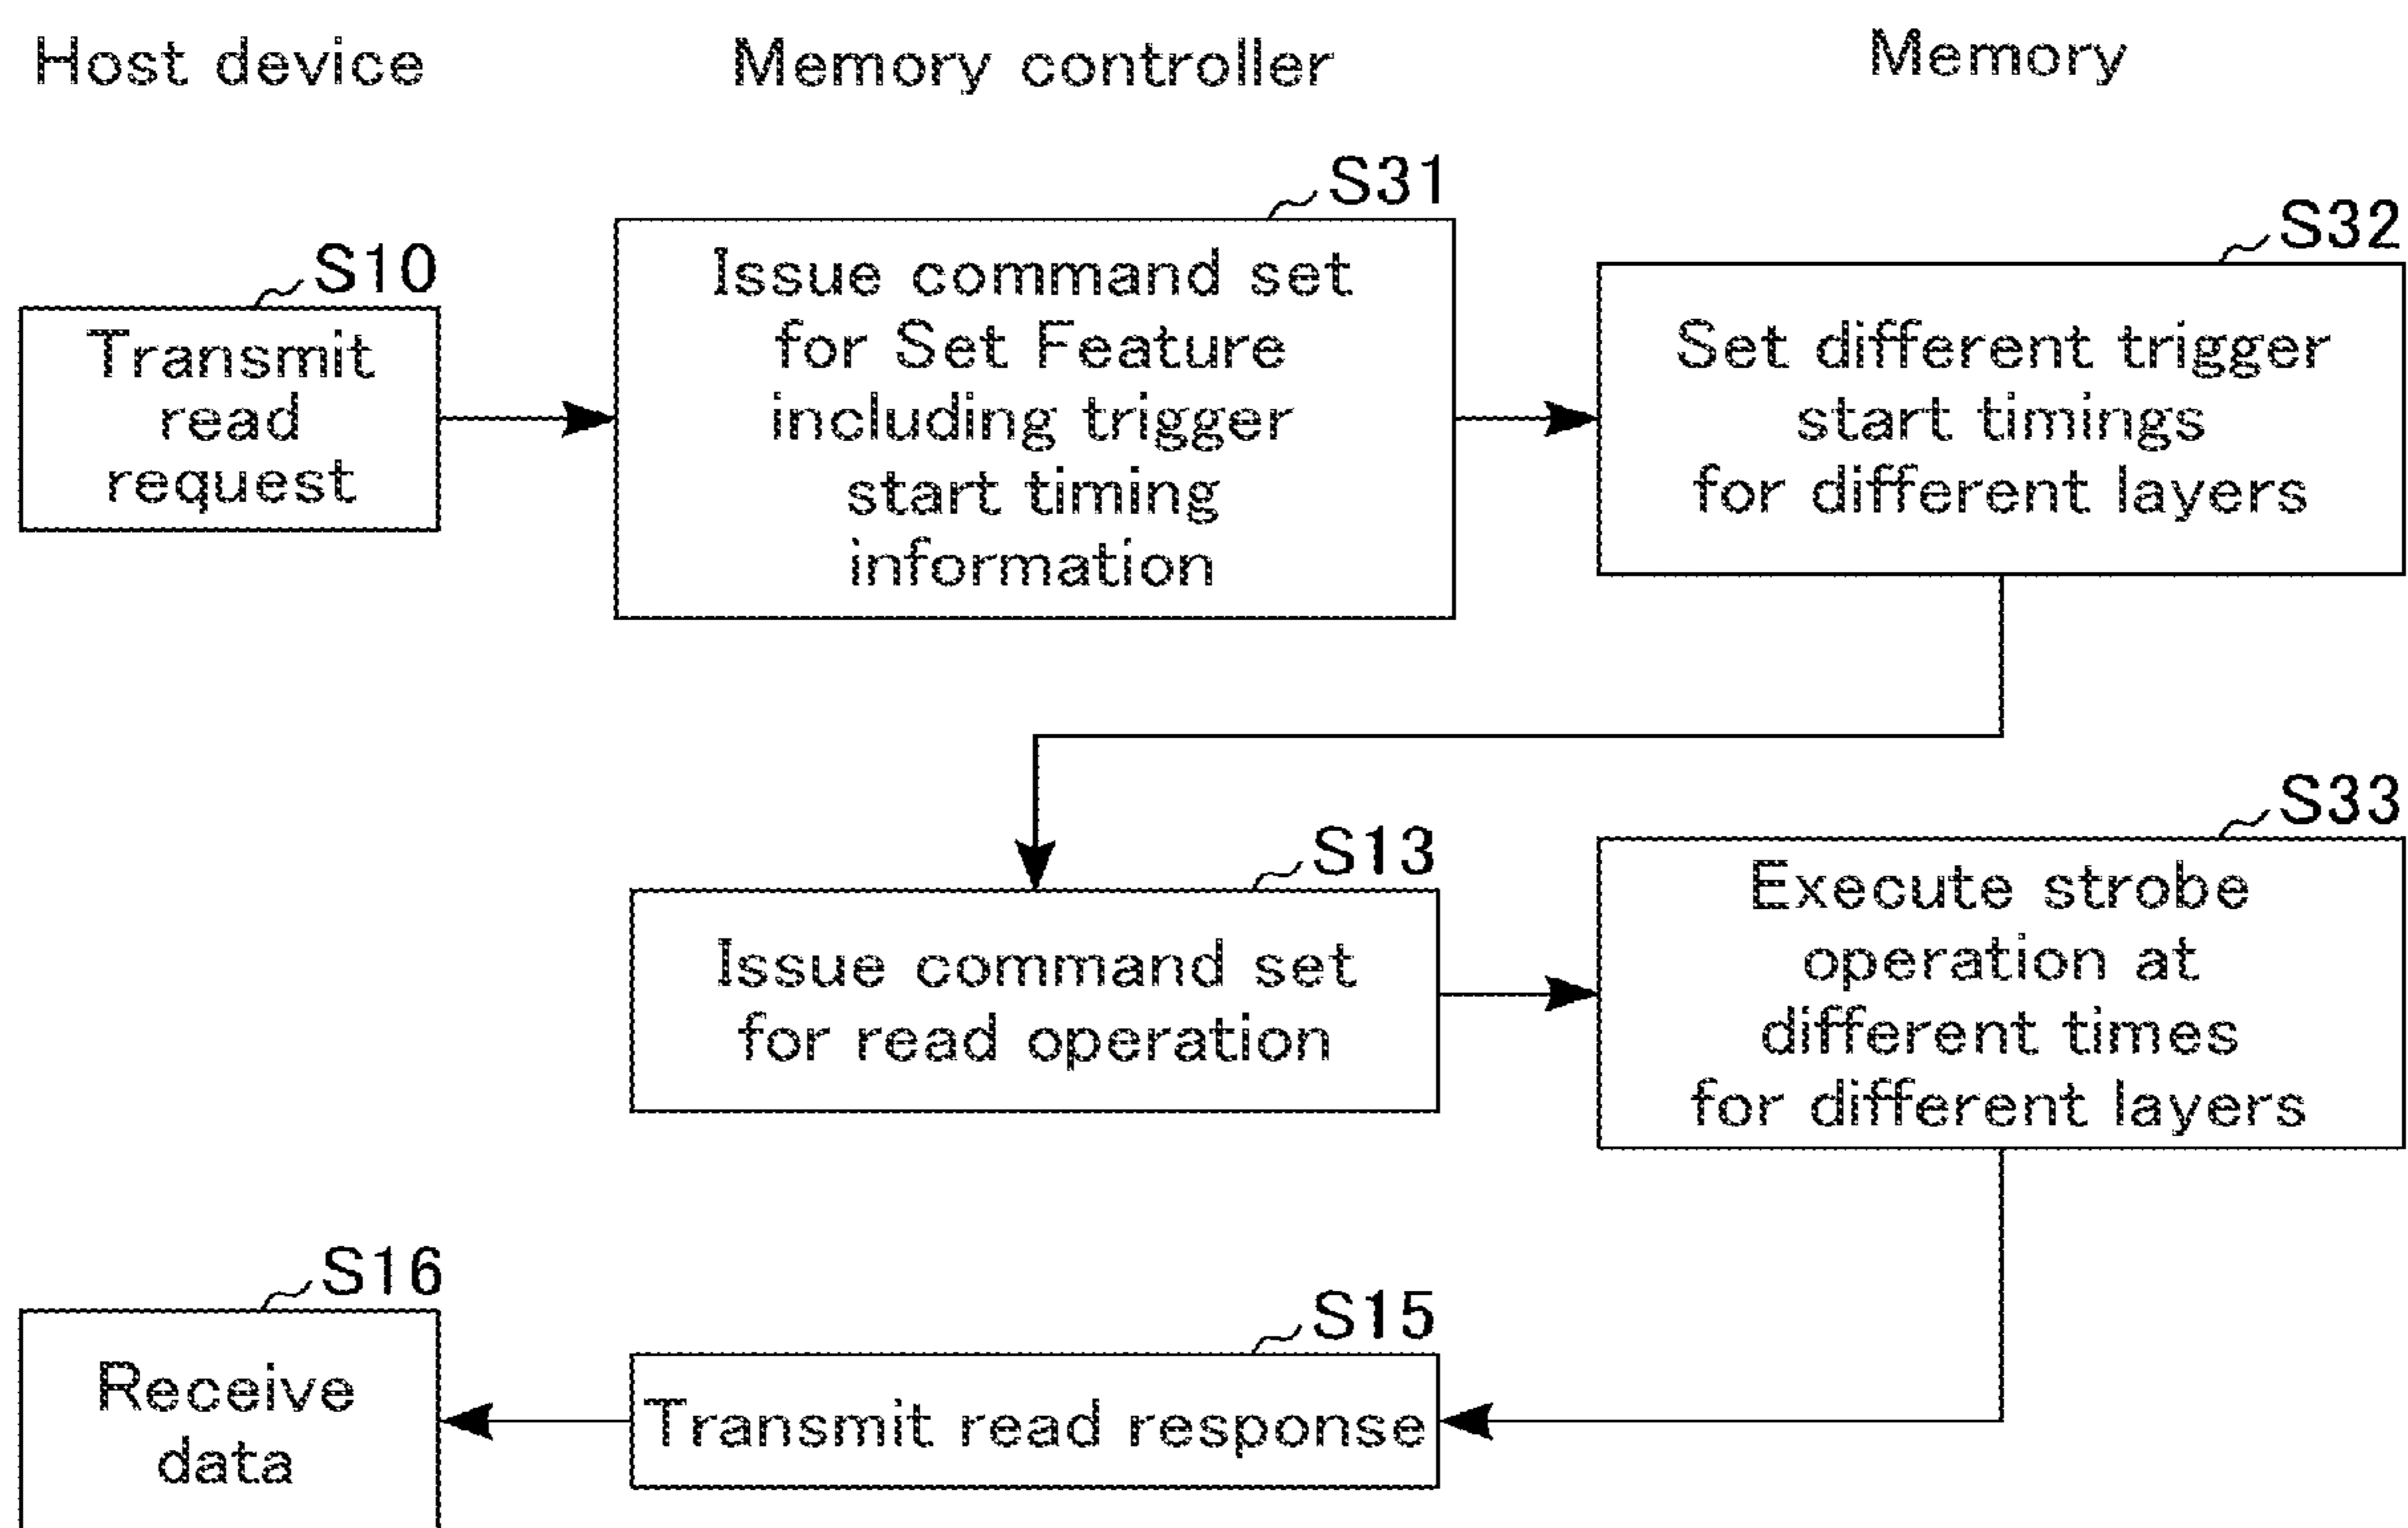 Host device
Memory controller
Memory
S10
Transmit
read
request
S31
Issue command set
for Set Feature
including trigger
start timing
information
S32
Set different trigger
start timings
for different layers
S13
Issue command set
for read operation
S33
Execute strobe
operation at
different times
for different layers
S15
Transmit read response
S16
Receive
data